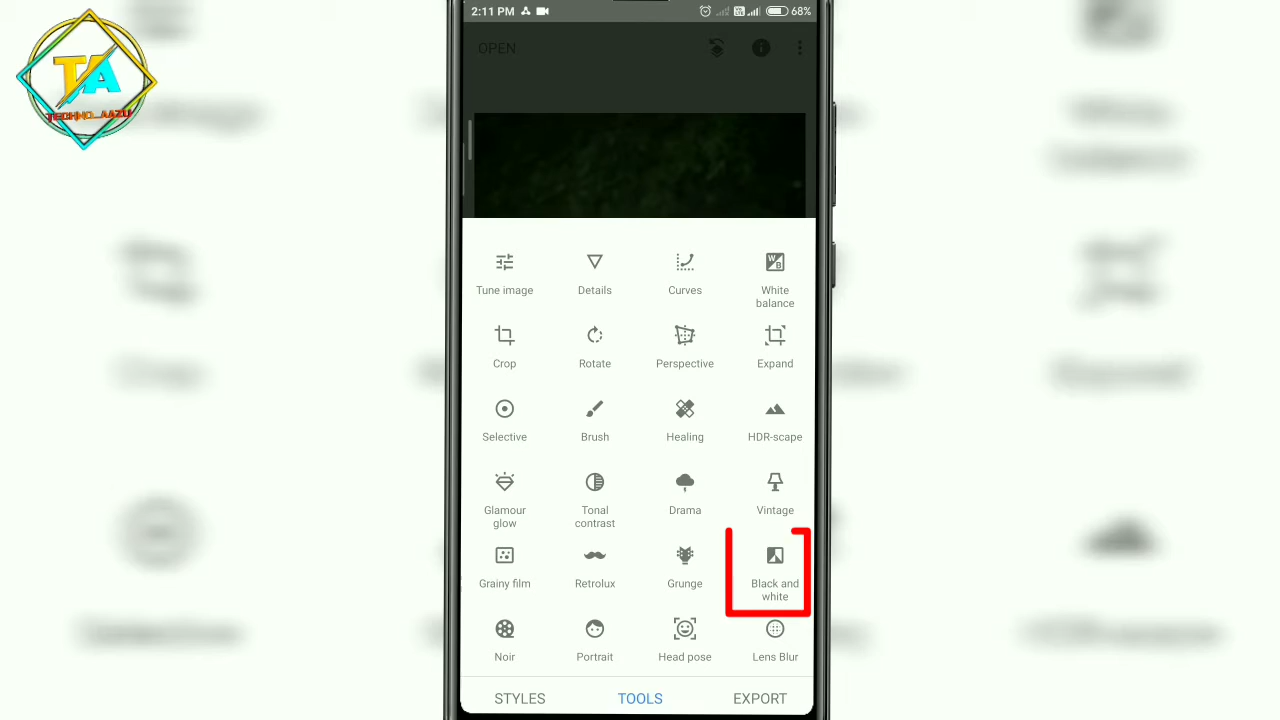 TA
TECHNO_AAZU
2:11 PM
68%
OPEN
Tune image
Details
Curves
White
balance
Crop
Rotate
Perspective
Expand
Selective
Brush
Healing
HDR-scape
Glamour
glow
Tonal
contrast
Drama
Vintage
Grainy film
Retrolux
Grunge
Black and
white
Noir
Portrait
Head pose
Lens Blur
STYLES
TOOLS
EXPORT